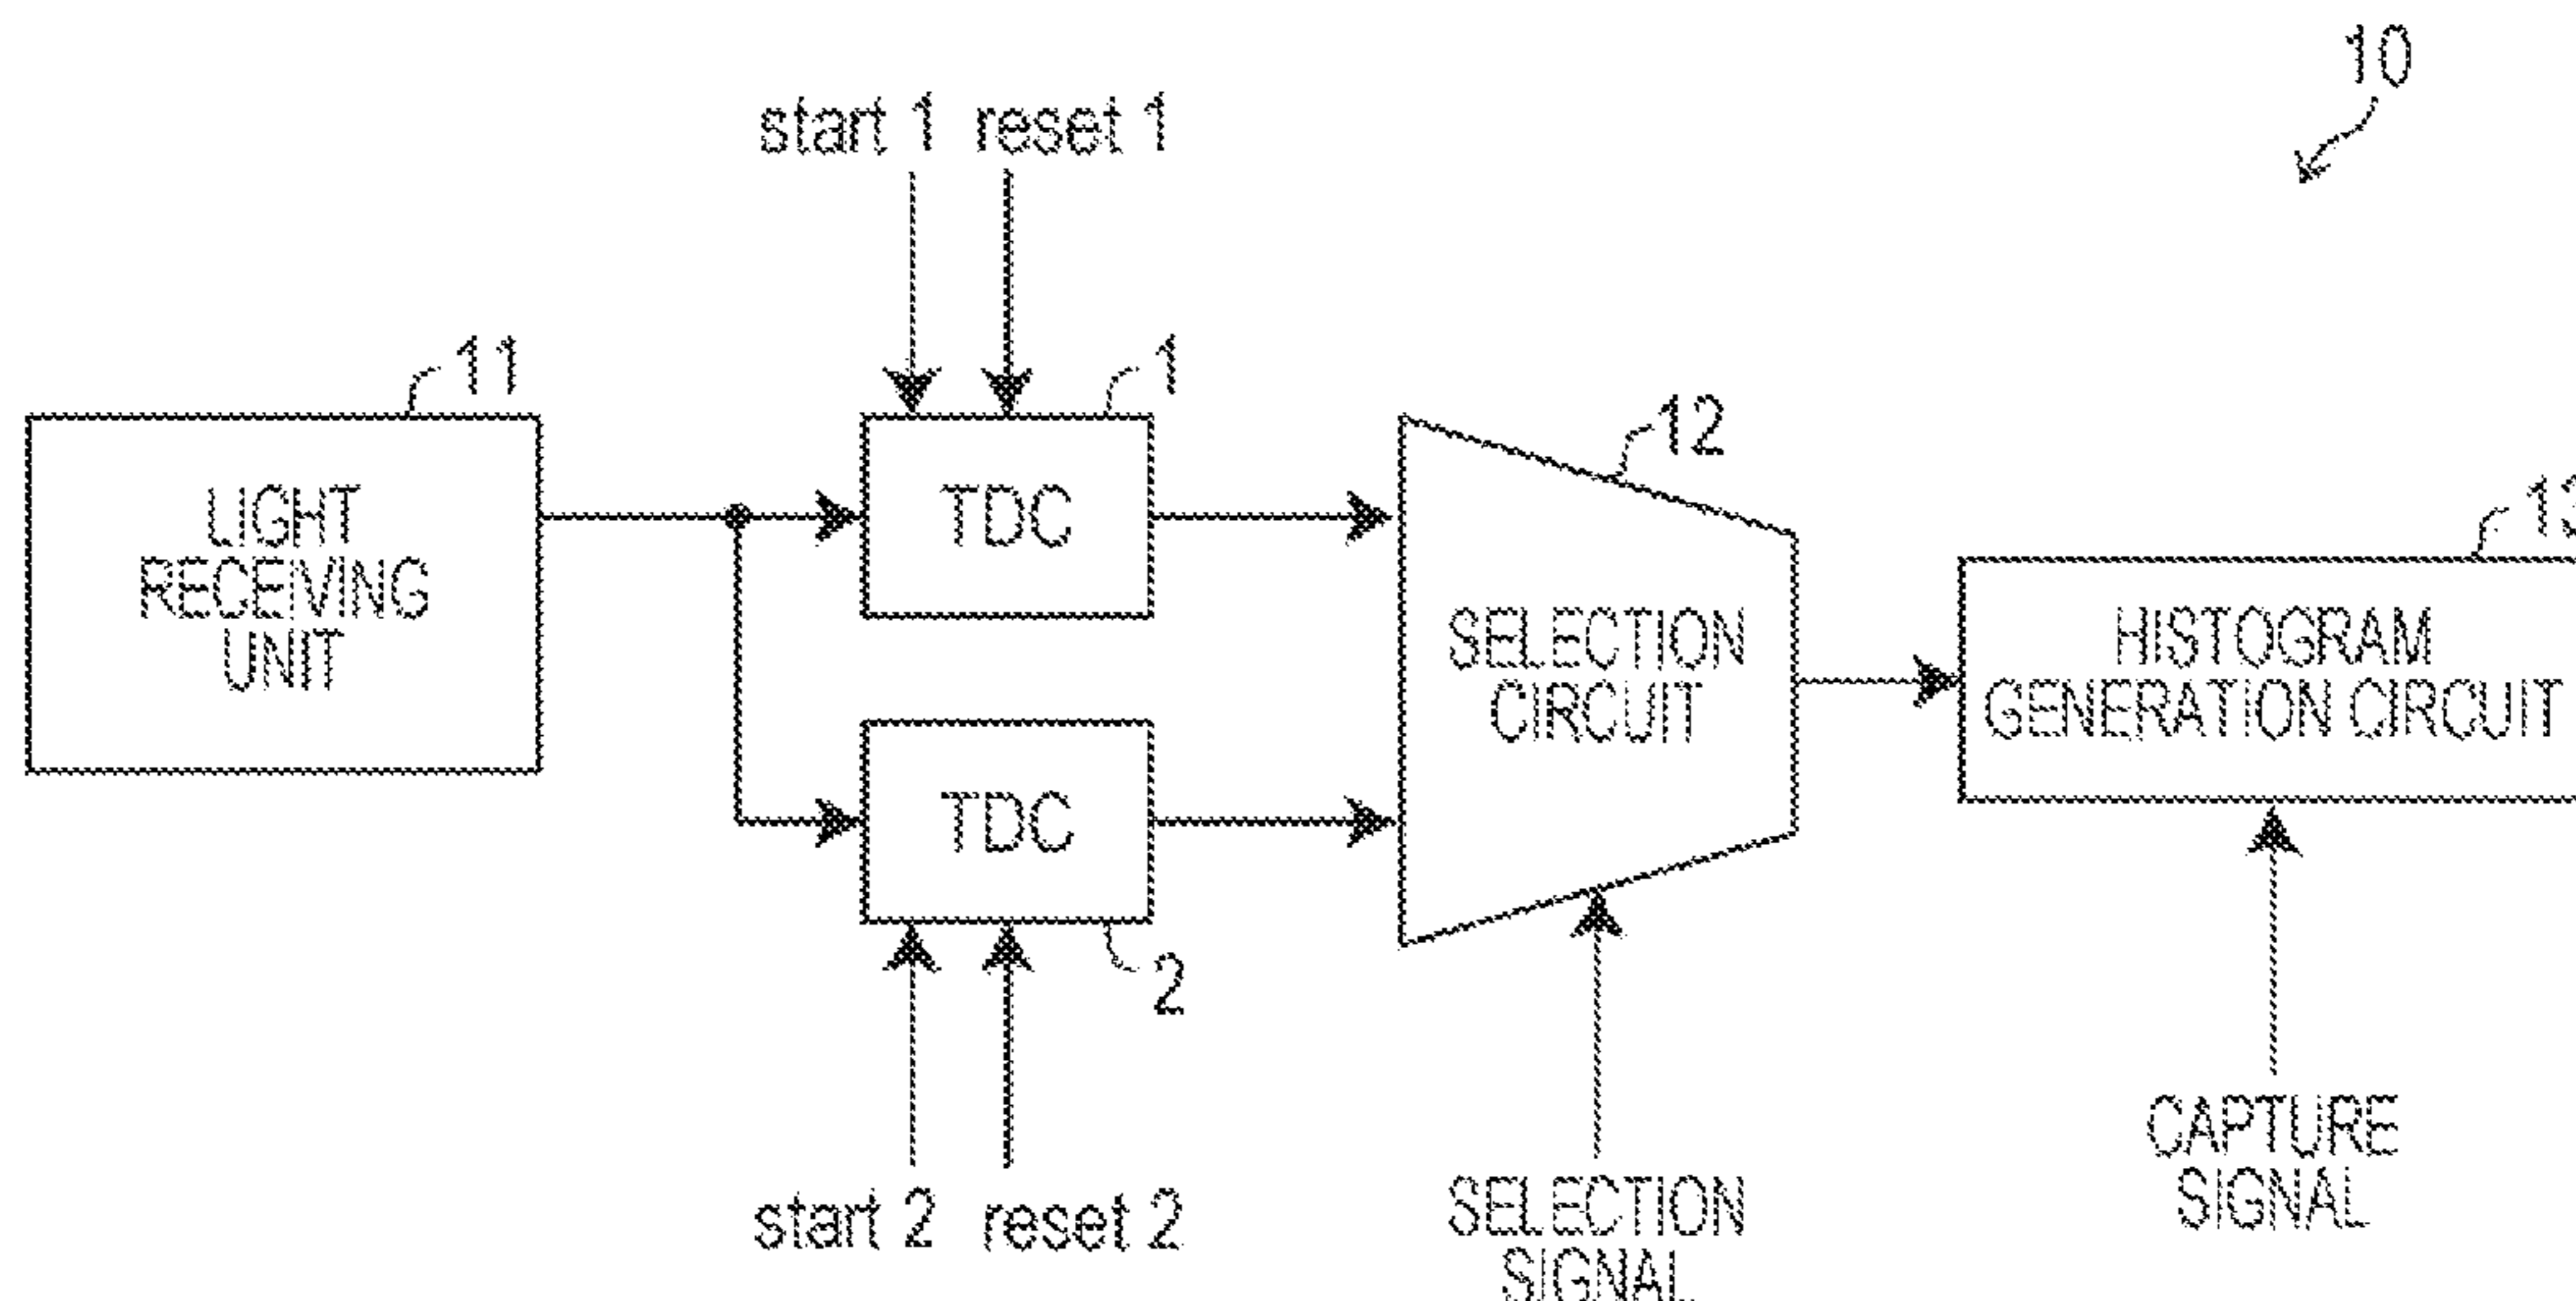 10
start 1 reset 1
11
1
12
13
LIGHT
RECEIVING
UNIT
TDC
SELECTION
CIRCUIT
HISTOGRAM
GENERATION CIRCUIT
TDC
2
start 2 reset 2
SELECTION
SIGNAL
CAPTURE
SIGNAL